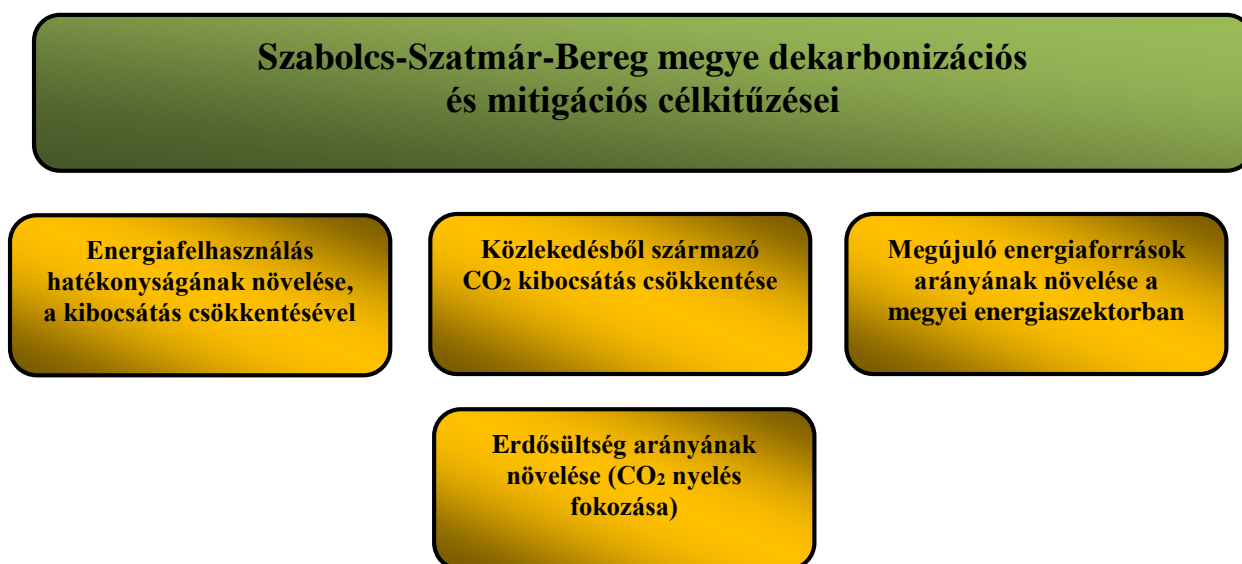 Szabolcs-Szatmár-Bereg megye dekarbonizációs
és mitigációs célkitűzései
Energiafelhasználás
hatékonyságának növelése,
a kibocsátás csökkentésével
Közlekedésből származó
CO₂ kibocsátás csökkentése
Megújuló energiaforrások
arányának növelése a
megyei energiaszektorban
Erdősültség arányának
növelése (CO₂ nyelés
fokozása)